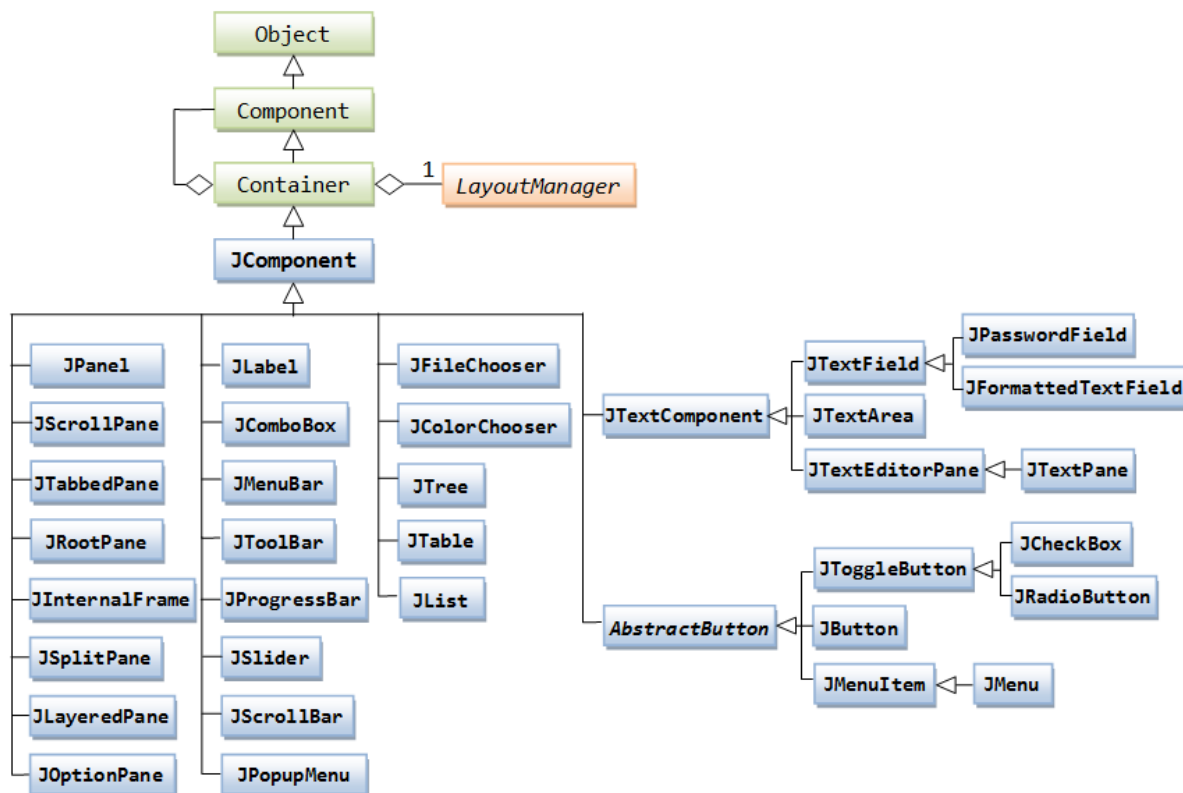 Object
Component
Container
1
LayoutManager
JComponent
JPanel
JScrollPane
JTabbedPane
JRootPane
JInternalFrame
JSplitPane
JLayeredPane
JOptionPane
JLabel
JComboBox
JMenuBar
JToolBar
JProgressBar
JSlider
JScrollBar
JPopupMenu
JFileChooser
JColorChooser
JTree
JTable
JList
JTextComponent
JTextField
JPasswordField
JFormattedTextField
JTextArea
JTextEditorPane
JTextPane
AbstractButton
JToggleButton
JCheckBox
JRadioButton
JButton
JMenuItem
JMenu